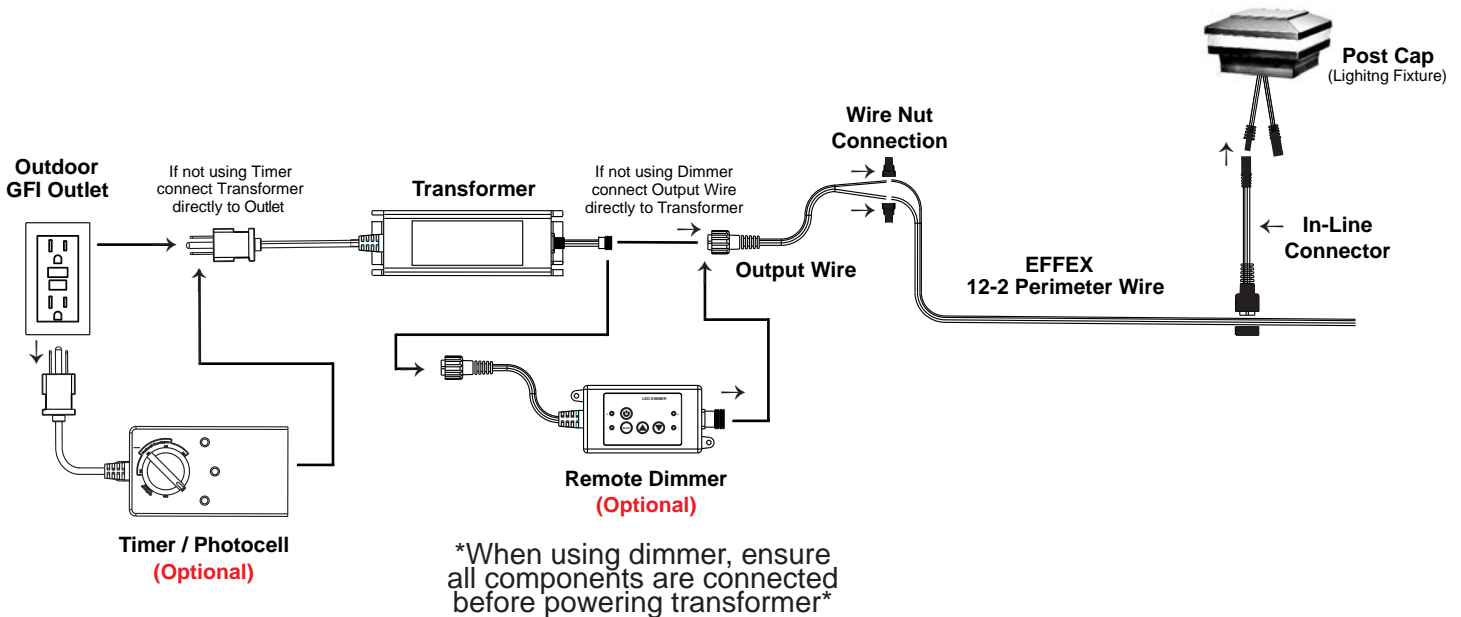 Post Cap
(Lighitng Fixture)
Wire Nut
Connection
Outdoor
GFI Outlet
If not using Timer
connect Transformer
directly to Outlet
Transformer
If not using Dimmer
connect Output Wire
directly to Transformer
In-Line
Connector
Output Wire
EFFEX
12-2 Perimeter Wire
LED DIMMER
Remote Dimmer
(Optional)
Timer / Photocell
(Optional)
*When using dimmer, ensure
all components are connected
before powering transformer*